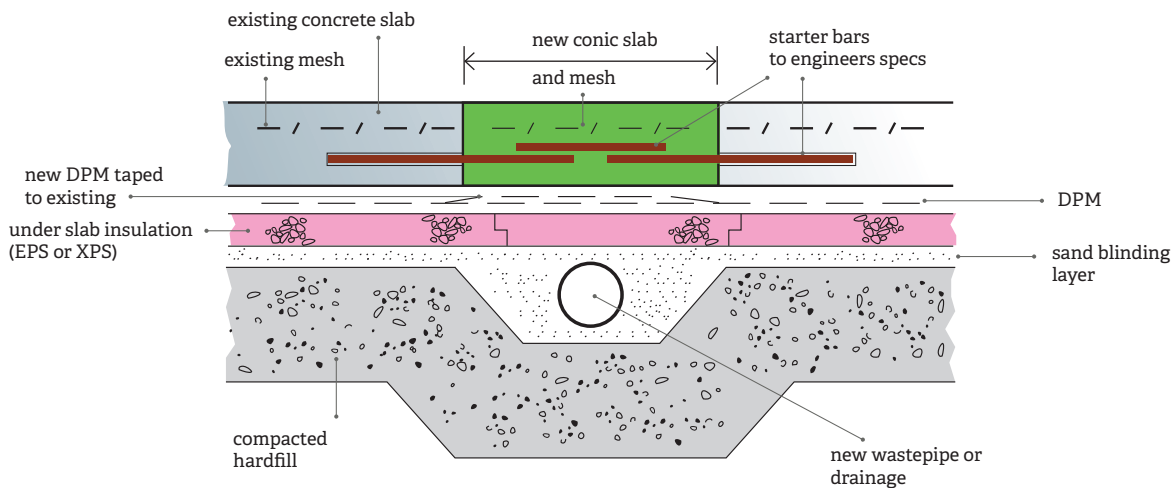 existing concrete slab
existing mesh
new conic slab
and mesh
starter bars
to engineers specs
new DPM taped
to existing
DPM
under slab insulation
(EPS or XPS)
sand blinding
layer
compacted
hardfill
new wastepipe or
drainage